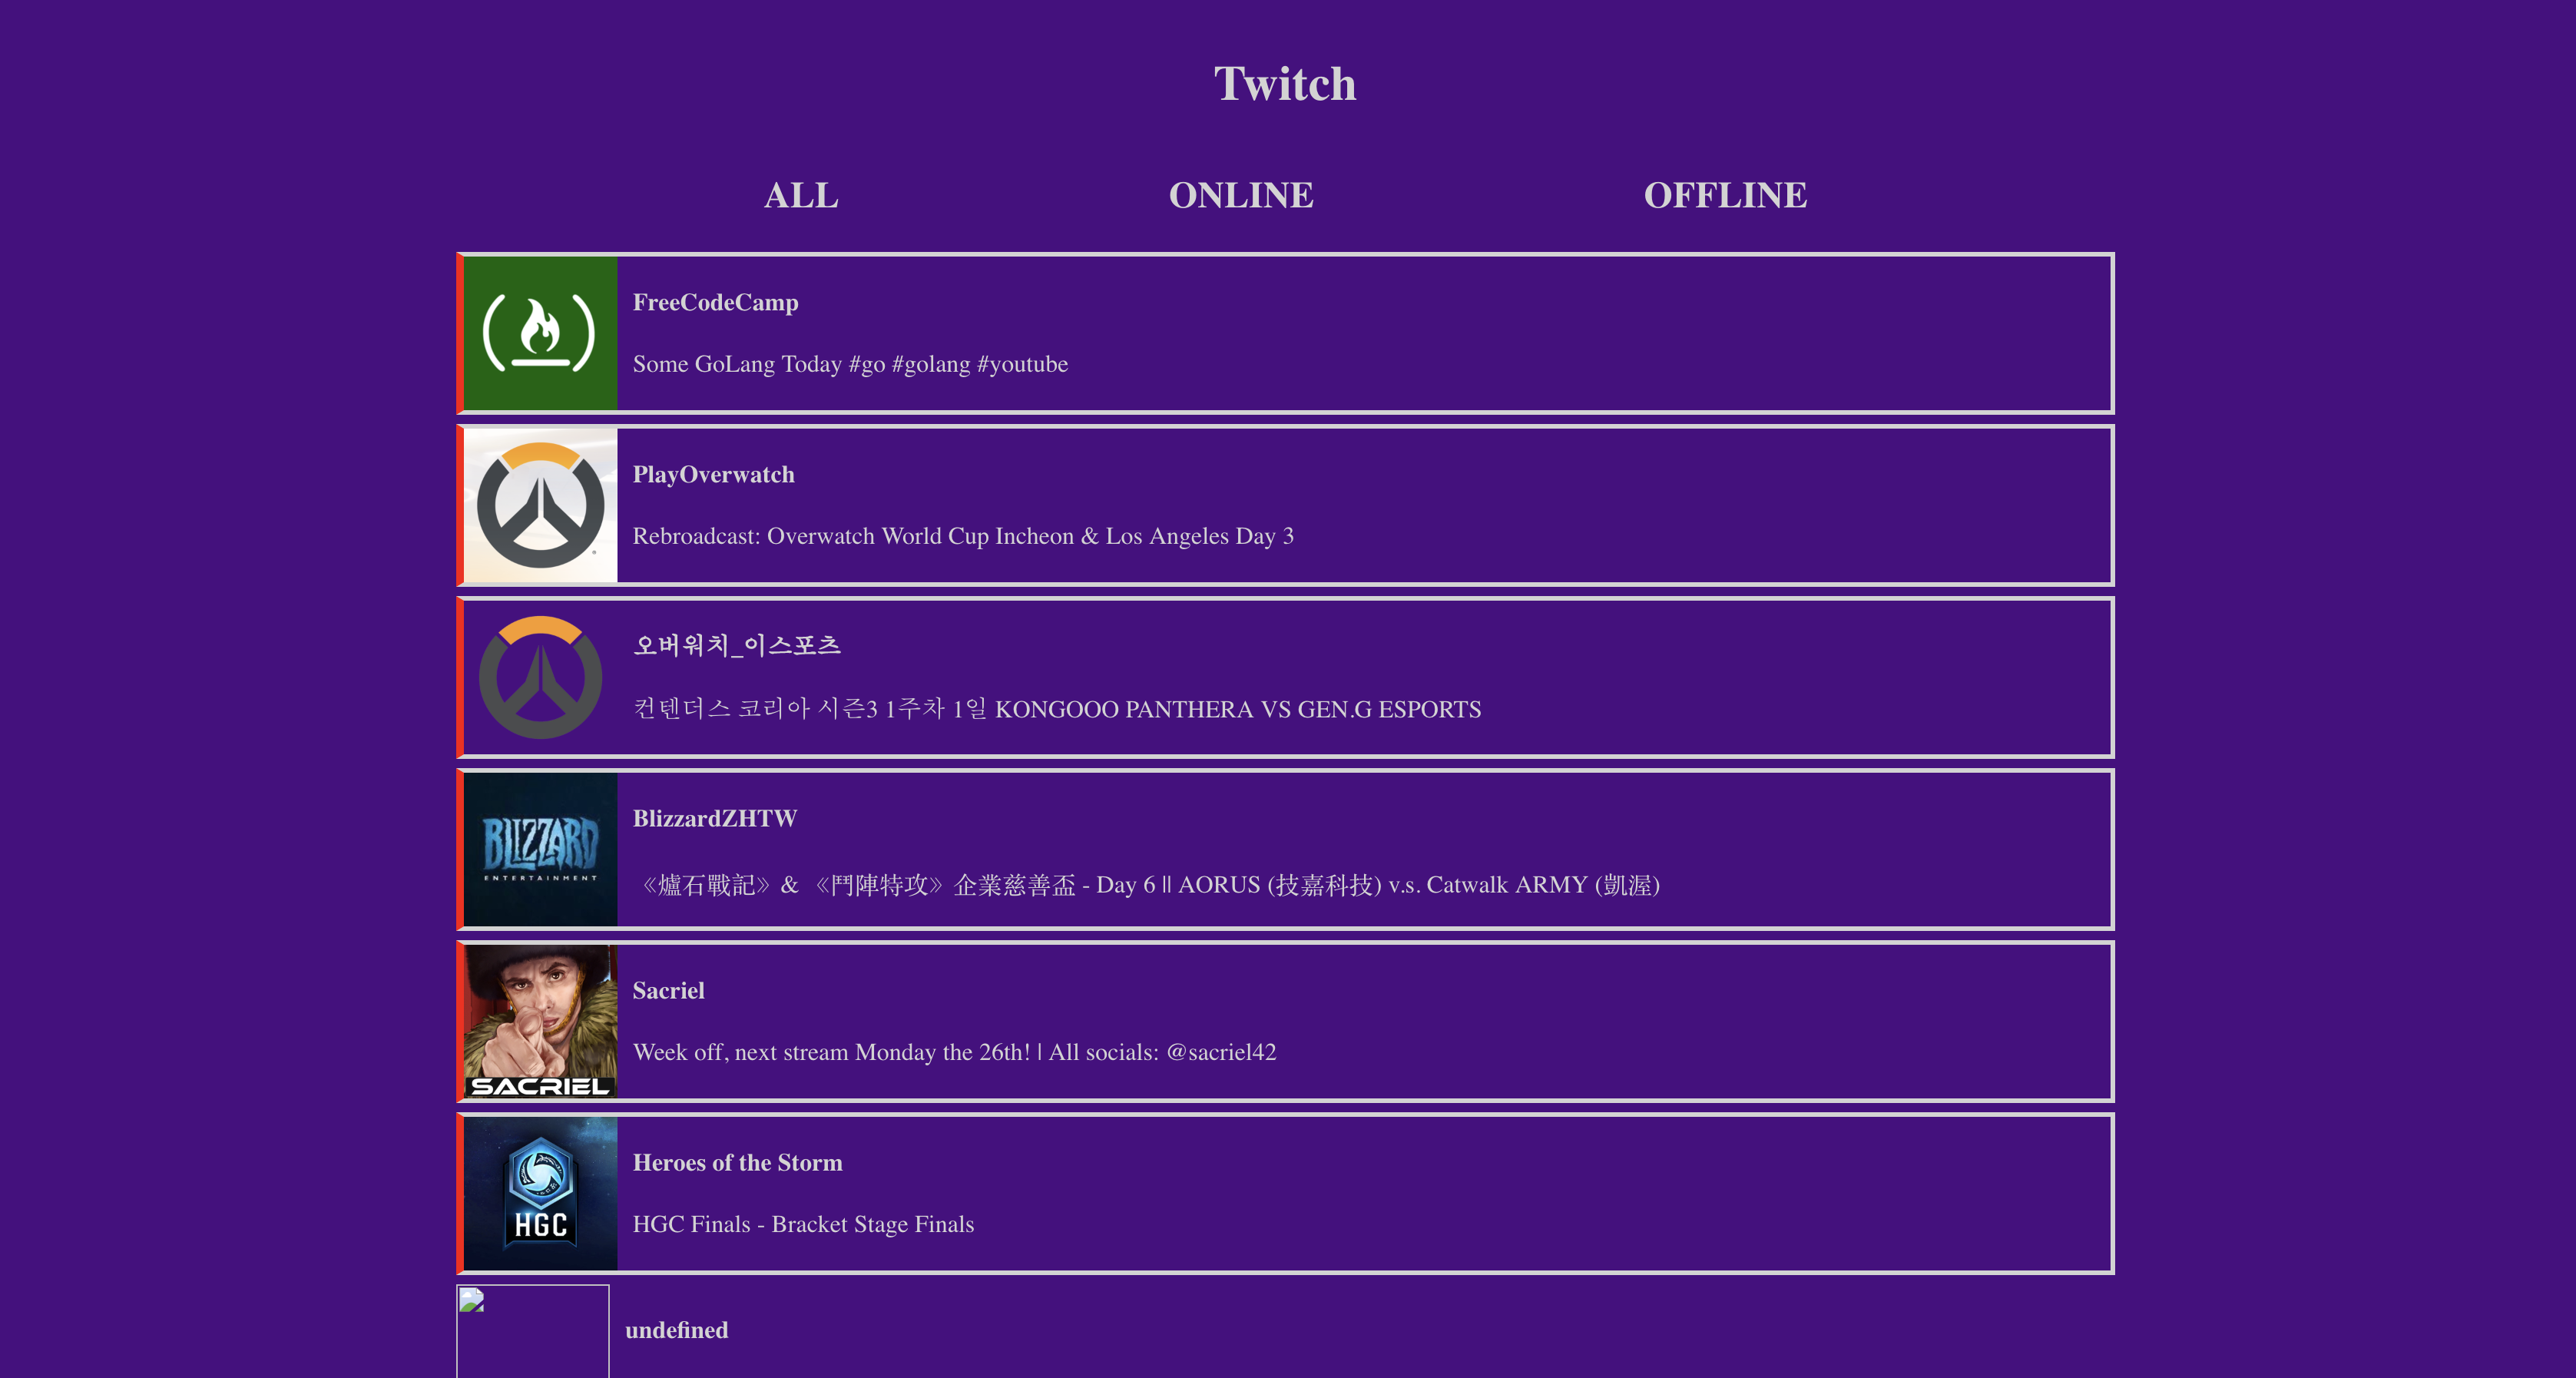 Twitch
ALL ONLINE OFFLINE
FreeCodeCamp
Some GoLang Today #go #golang #youtube
PlayOverwatch
Rebroadcast: Overwatch World Cup Incheon & Los Angeles Day 3
오버워치_이스포츠
컨텐더스 코리아 시즌3 1주차 1일 KONGOOO PANTHERA VS GEN.G ESPORTS
BLIZZARD
ENTERTAINMENT
BlizzardZHTW
《爐石戰記》&《鬥陣特攻》企業慈善盃 - Day 6 || AORUS (技嘉科技) v.s. Catwalk ARMY (凱渥)
SACRIEL
Sacriel
Week off, next stream Monday the 26th! | All socials: @sacriel42
HGC
Heroes of the Storm
HGC Finals - Bracket Stage Finals
undefined